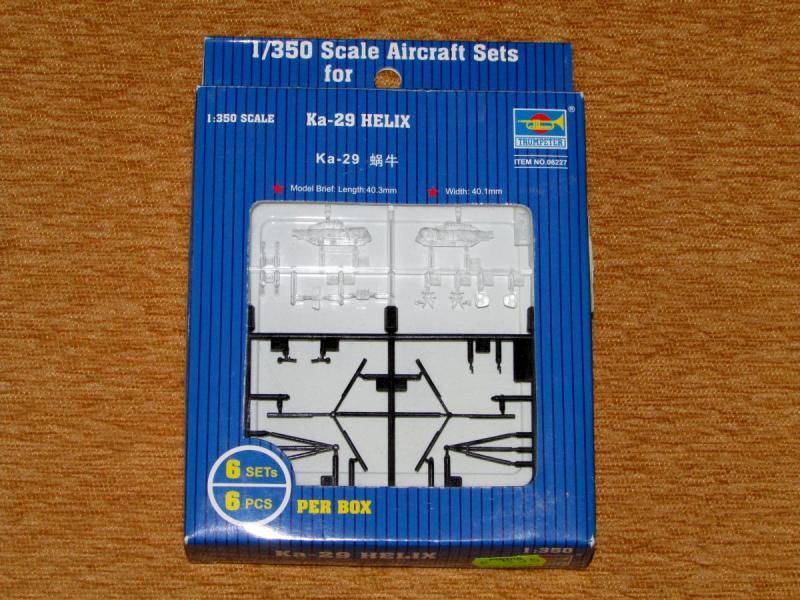 1/350 Scale Aircraft Sets
for
1:350 SCALE
Ka-29 HELIX
®
TRUMPETER
ITEM NO.06227
Ka-29 蜗牛
Model Brief: Length:40.3mm
Width: 40.1mm
6 SETs
6 PCS
PER BOX
Ka-29 HELIX
1:350